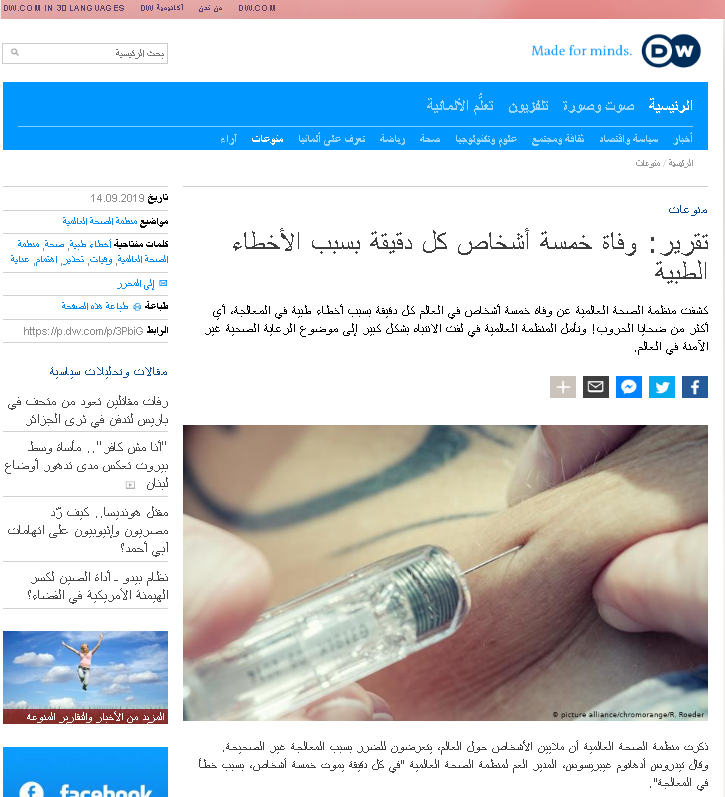 DW.COM IN 30 LANGUAGES
DW أكاديمية
من نحن
DW.COM
بحث الرئيسية
Made for minds.
DW
الرئيسية
صوت وصورة
تلفزيون
تعلُّم الألمانية
أخبار
سياسة واقتصاد
ثقافة ومجتمع
علوم وتكنولوجيا
صحة
رياضة
تعرف على ألمانيا
منوعات
آراء
الرئيسية / منوعات
منوعات
تقرير: وفاة خمسة أشخاص كل دقيقة بسبب الأخطاء
الطبية
كشفت منظمة الصحة العالمية عن وفاة خمسة أشخاص في العالم كل دقيقة بسبب أخطاء طبية في المعالجة، أي
أكثر من ضحايا الحروب! وتأمل المنظمة العالمية في لفت الانتباه بشكل كبير إلى موضوع الرعاية الصحية غير
الآمنة في العالم.
© picture alliance/chromorange/R. Roeder
ذكرت منظمة الصحة العالمية أن ملايين الأشخاص حول العالم، يتعرضون للضرر بسبب المعالجة غير الصحيحة.
وقال تيدروس أدهانوم غيبريسوس، المدير العم لمنظمة الصحة العالمية "في كل دقيقة يموت خمسة أشخاص، بسبب خطأ
في المعالجة".
تاريخ 14.09.2019
مواضيع منظمة الصحة العالمية
كلمات مفتاحية أخطاء طبية, صحة, منظمة
الصحة العالمية, وفيات, تحذير, اهتمام, عناية
إلى المحرر
طباعة طباعة هذه الصفحة
الرابط https://p.dw.com/p/3PbiG
مقالات وتحليلات سياسية
رفات مقاتلين تعود من متحف في
باريس لتدفن في ثرى الجزائر
"أنا مش كافر".. مأساة وسط
بيروت تعكس مدى تدهور أوضاع
لبنان
مقتل هونديسا.. كيف رّد
مصريون وإثيوبيون على اتهامات
آبي أحمد؟
نظام بيدو ـ أداة الصين لكسر
الهيمنة الأمريكية في الفضاء؟
المزيد من الأخبار والتقارير المنوعة
facebook